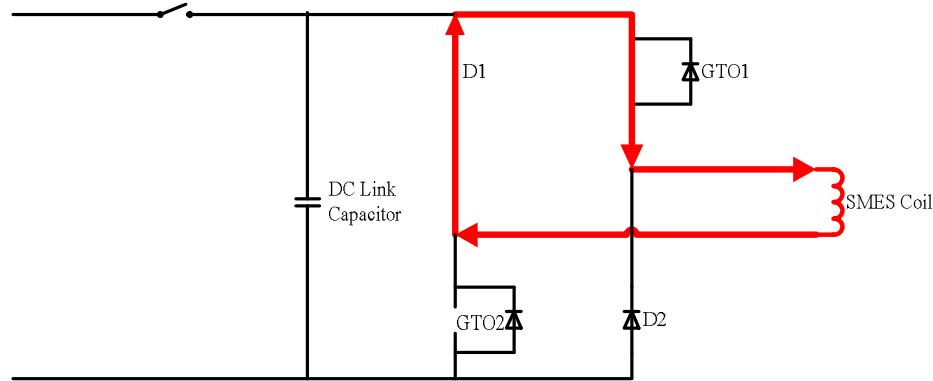 D1
GTO1
DC Link
Capacitor
SMES Coil
GTO2
D2